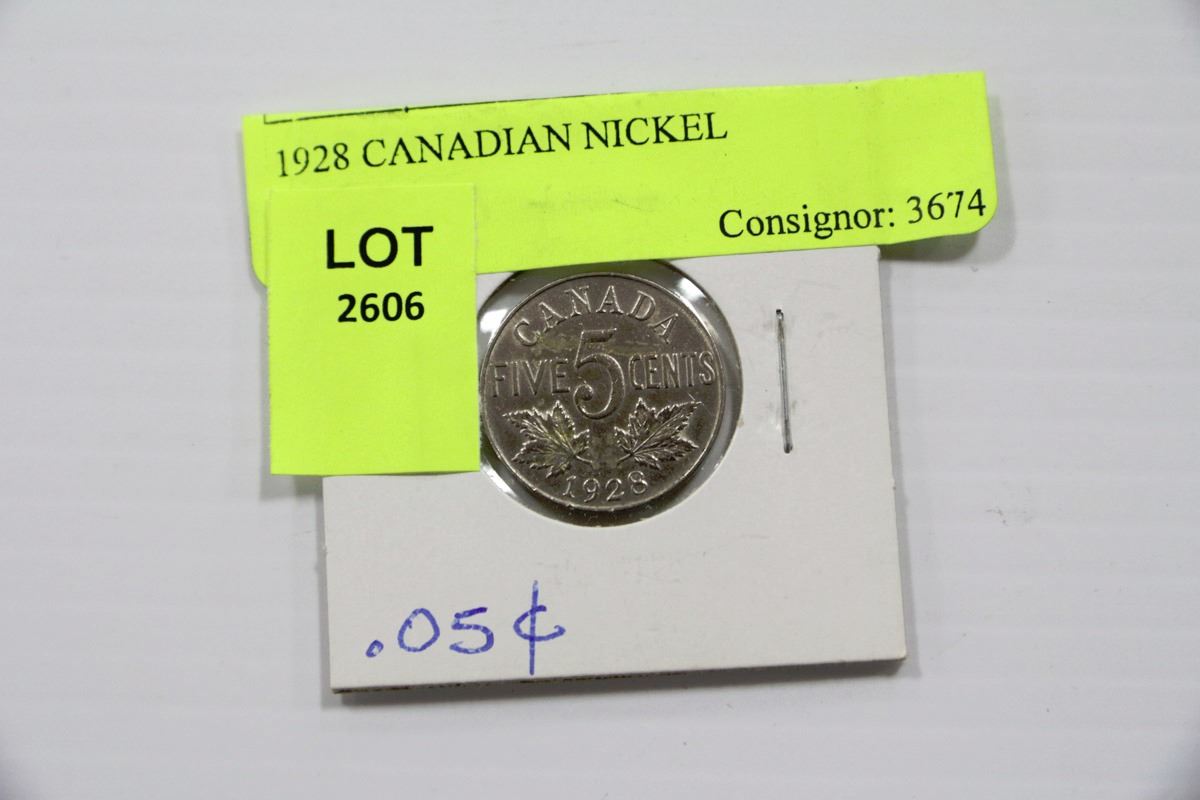 1928 CANADIAN NICKEL
Consignor: 3674
LOT
2606
CANADA
FIVE 5 CENTS
1928
.05¢